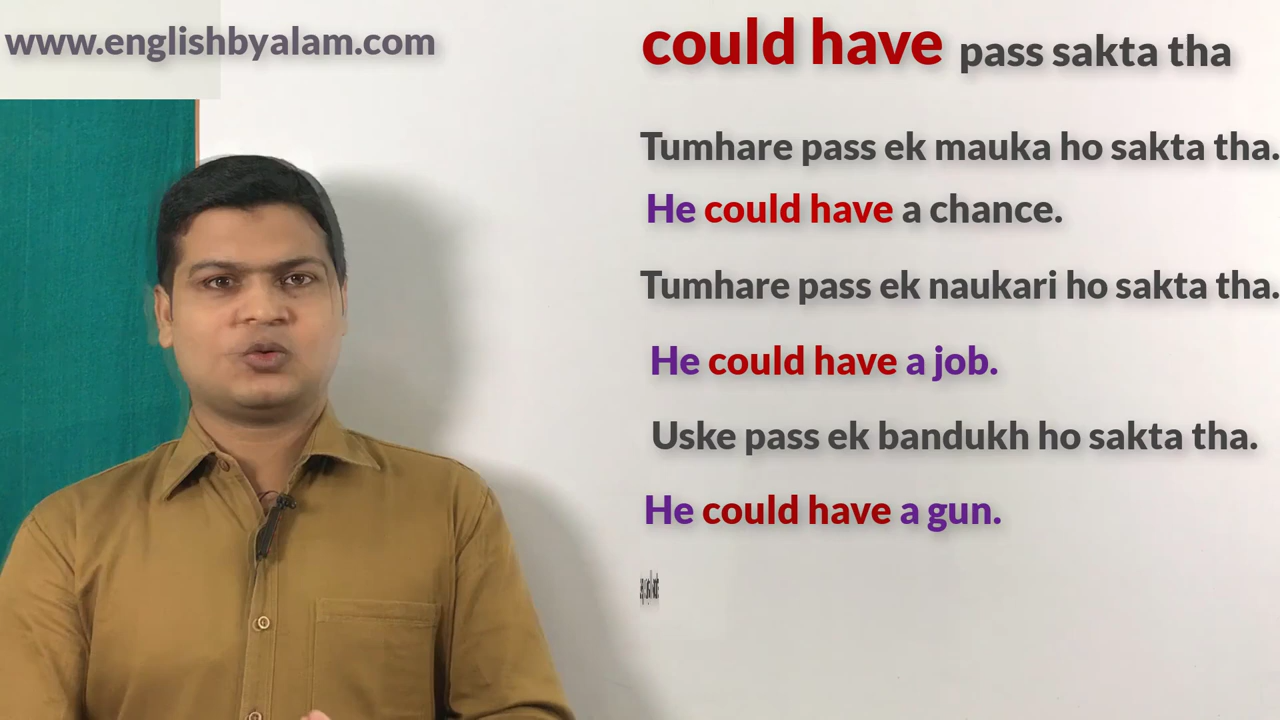 www.englishbyalam.com
could have pass sakta tha
Tumhare pass ek mauka ho sakta tha.
He could have a chance.
Tumhare pass ek naukari ho sakta tha.
He could have a job.
Uske pass ek bandukh ho sakta tha.
He could have a gun.